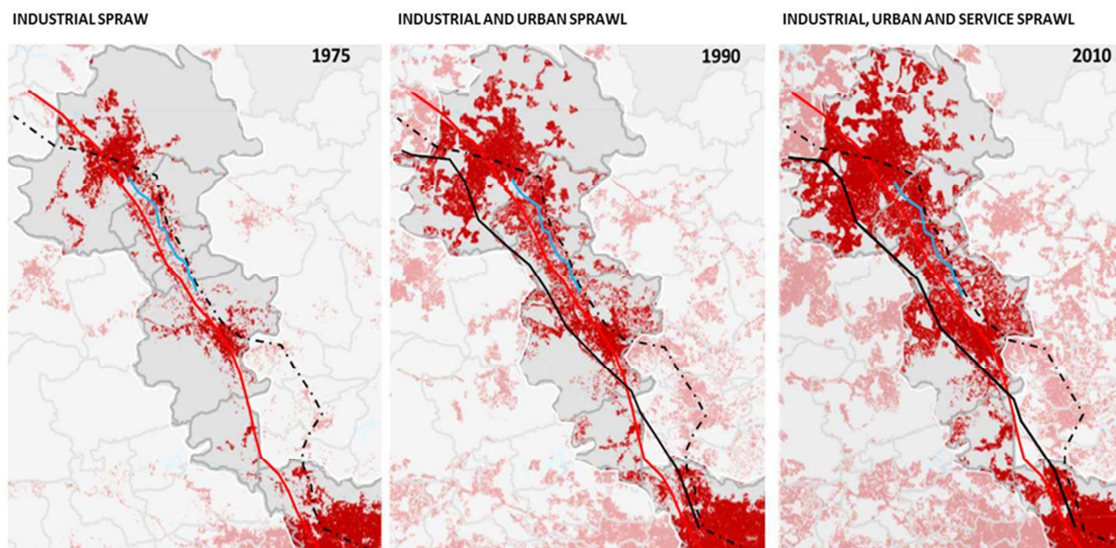 INDUSTRIAL SPRAW
INDUSTRIAL AND URBAN SPRAWL
INDUSTRIAL, URBAN AND SERVICE SPRAWL
1975
1990
2010